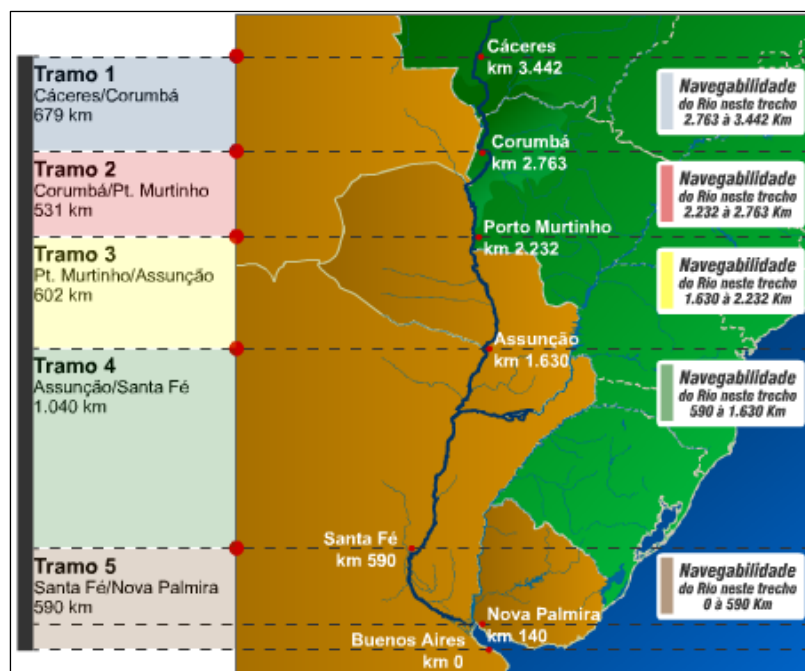 Tramo 1
Cáceres/Corumbá
679 km
Tramo 2
Corumbá/Pt. Murtinho
531 km
Tramo 3
Pt. Murtinho/Assunção
602 km
Tramo 4
Assunção/Santa Fé
1.040 km
Tramo 5
Santa Fé/Nova Palmira
590 km
Cáceres
km 3.442
Corumbá
km 2.763
Porto Murtinho
km 2.232
Assunção
km 1.630
Santa Fé
km 590
Nova Palmira
km 140
Buenos Aires
km 0
Navegabilidade
do Rio neste trecho
2.763 à 3.442 Km
Navegabilidade
do Rio neste trecho
2.232 à 2.763 Km
Navegabilidade
do Rio neste trecho
1.630 à 2.232 Km
Navegabilidade
do Rio neste trecho
590 à 1.630 Km
Navegabilidade
do Rio neste trecho
0 à 590 Km